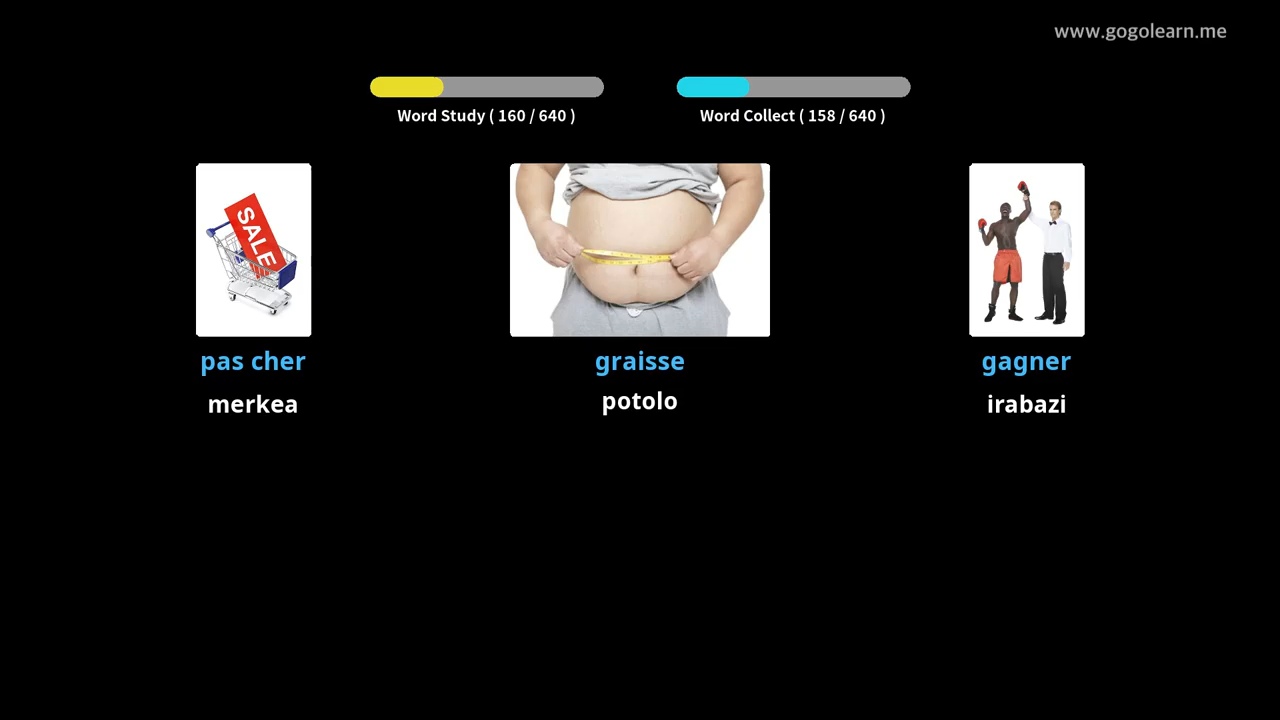 www.gogolearn.me
Word Study ( 160 / 640 )
Word Collect ( 158 / 640 )
SALE
pas cher
graisse
gagner
merkea
potolo
irabazi